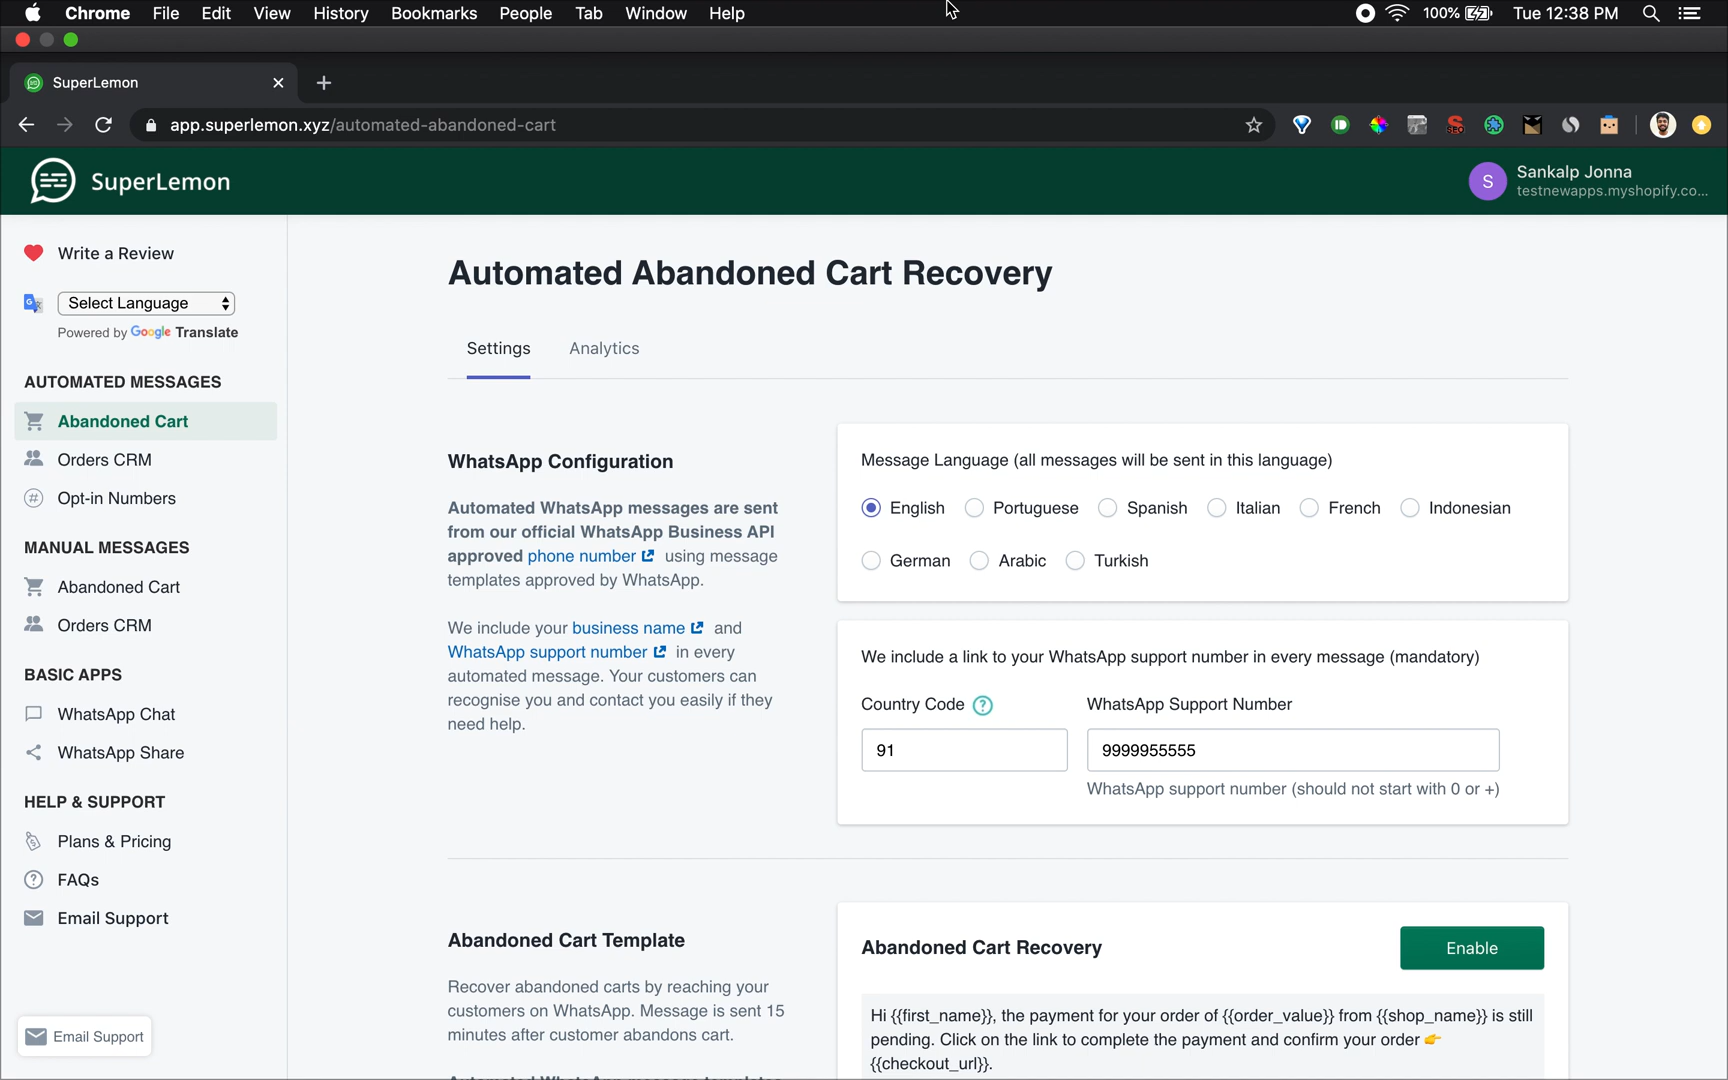 Chrome File Edit View History Bookmarks People Tab Window Help 100% Tue 12:38 PM
SuperLemon
app.superlemon.xyz/automated-abandoned-cart
SEO
SuperLemon
S
Sankalp Jonna
testnewapps.myshopify.co...
Write a Review
Select Language
Powered by Google Translate
AUTOMATED MESSAGES
Abandoned Cart
Orders CRM
# Opt-in Numbers
MANUAL MESSAGES
Abandoned Cart
Orders CRM
BASIC APPS
WhatsApp Chat
WhatsApp Share
HELP & SUPPORT
Plans & Pricing
? FAQs
Email Support
Email Support
Automated Abandoned Cart Recovery
Settings Analytics
WhatsApp Configuration
Automated WhatsApp messages are sent
from our official WhatsApp Business API
approved phone number using message
templates approved by WhatsApp.
We include your business name and
WhatsApp support number in every
automated message. Your customers can
recognise you and contact you easily if they
need help.
Message Language (all messages will be sent in this language)
English Portuguese Spanish Italian French Indonesian
German Arabic Turkish
We include a link to your WhatsApp support number in every message (mandatory)
Country Code ? WhatsApp Support Number
91 9999955555
WhatsApp support number (should not start with 0 or +)
Abandoned Cart Template
Recover abandoned carts by reaching your
customers on WhatsApp. Message is sent 15
minutes after customer abandons cart.
Abandoned Cart Recovery
Enable
Hi {{first_name}}, the payment for your order of {{order_value}} from {{shop_name}} is still
pending. Click on the link to complete the payment and confirm your order 👉
{{checkout_url}}.